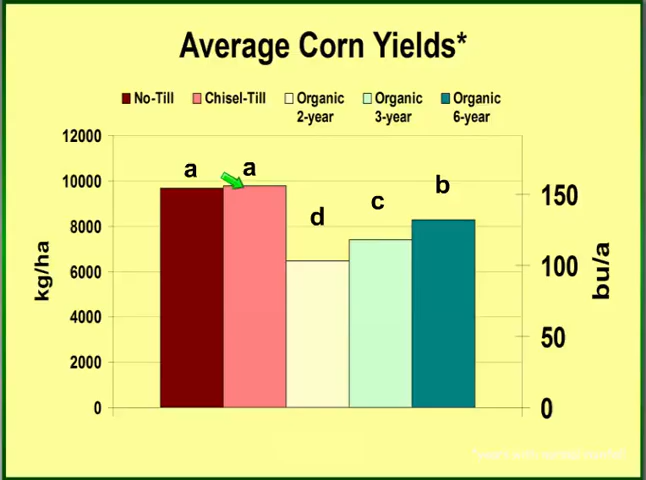 Average Corn Yields*
No-Till Chisel-Till Organic 2-year Organic 3-year Organic 6-year
12000
10000
8000
6000
4000
2000
0
kg/ha
a a d c b
150
100
50
0
bu/a